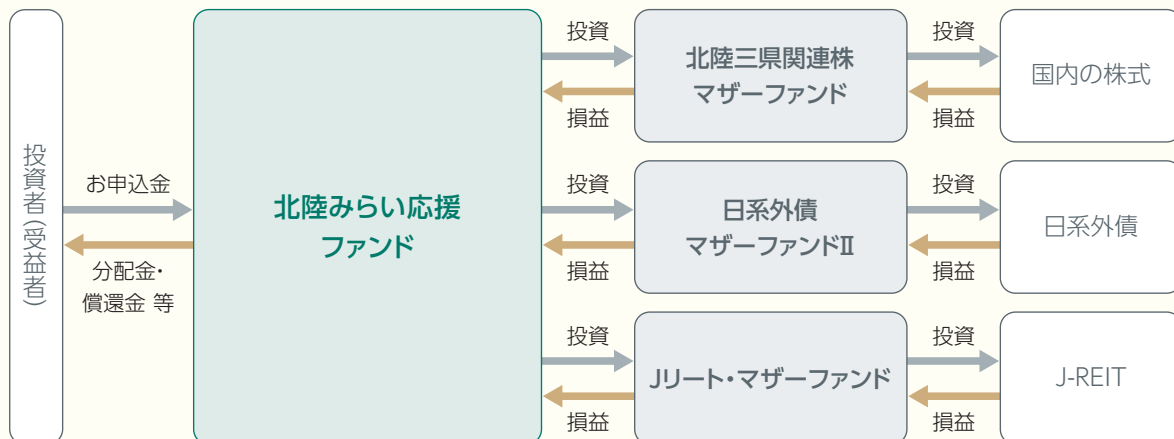 投資者(受益者)
お申込金
分配金・
償還金 等
北陸みらい応援
ファンド
投資
損益
北陸三県関連株
マザーファンド
投資
損益
国内の株式
投資
損益
日系外債
マザーファンドⅡ
投資
損益
日系外債
投資
損益
Jリート・マザーファンド
投資
損益
J-REIT